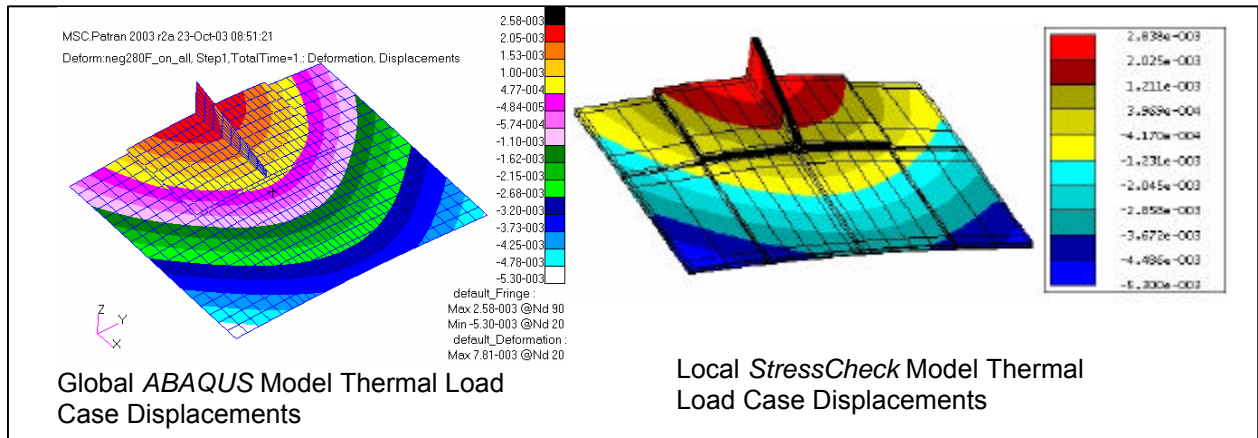 MSC.Patran 2003 r2a 23-Oct-03 08:51:21
Deform:neg280F_on_all, Step1,TotalTime=1.: Deformation, Displacements
2.58-003
2.05-003
1.53-003
1.00-003
4.77-004
-4.84-005
-5.74-004
-1.10-003
-1.62-003
-2.15-003
-2.68-003
-3.20-003
-3.73-003
-4.25-003
-4.78-003
-5.30-003
default_Fringe :
Max 2.58-003 @Nd 90
Min -5.30-003 @Nd 20
default_Deformation :
Max 7.81-003 @Nd 20
Z
Y
X
Global ABAQUS Model Thermal Load
Case Displacements
2.838e-003
2.025e-003
1.211e-003
3.969e-004
-4.170e-004
-1.231e-003
-2.045e-003
-2.858e-003
-3.672e-003
-4.486e-003
Local StressCheck Model Thermal
Load Case Displacements